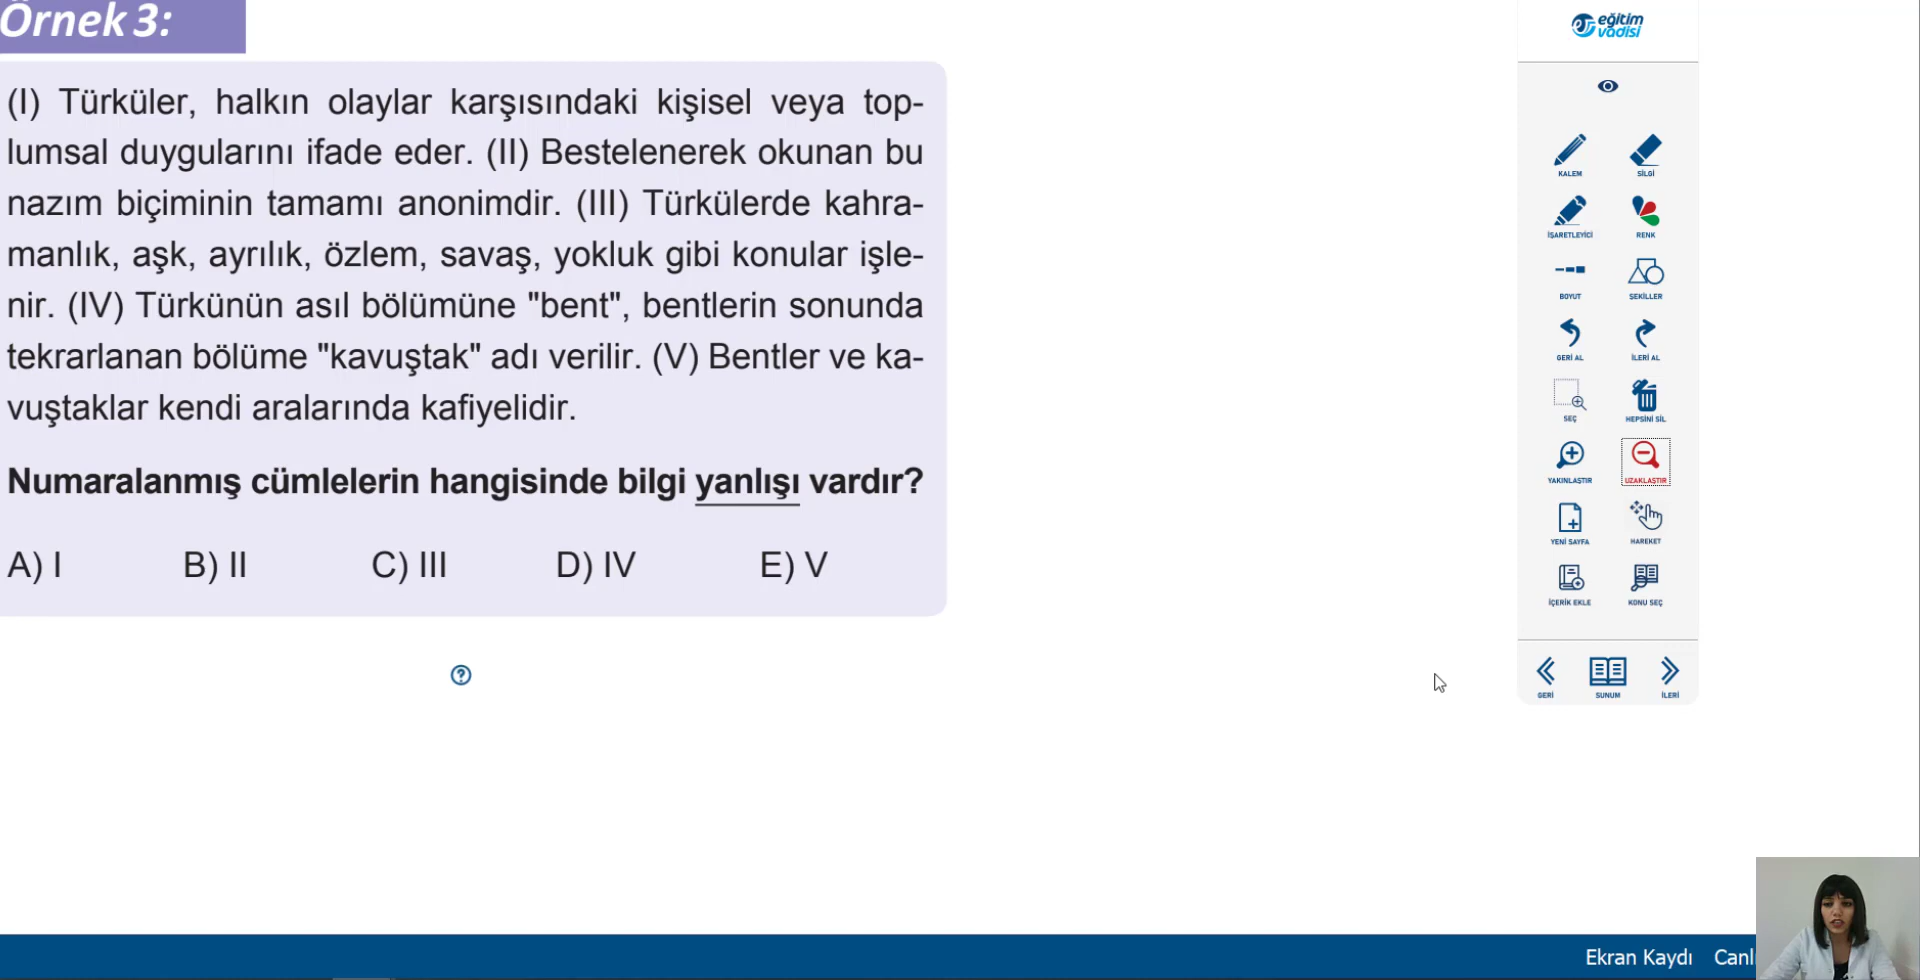 Örnek 3:
(I) Türküler, halkın olaylar karşısındaki kişisel veya top-
lumsal duygularını ifade eder. (II) Bestelenerek okunan bu
nazım biçiminin tamamı anonimdir. (III) Türkülerde kahra-
manlık, aşk, ayrılık, özlem, savaş, yokluk gibi konular işle-
nir. (IV) Türkünün asıl bölümüne "bent", bentlerin sonunda
tekrarlanan bölüme "kavuştak" adı verilir. (V) Bentler ve ka-
vuştaklar kendi aralarında kafiyelidir.
Numaralanmış cümlelerin hangisinde bilgi yanlışı vardır?
A) I B) II C) III D) IV E) V
eğitim
vadisi
KALEM SİLGİ
İŞARETLEYİCİ RENK
BOYUT SEKİLLER
GERİ AL İLERİ AL
SEÇ HEPSİNİ SİL
YAKINLAŞTIR UZAKLAŞTIR
YENİ SAYFA HAREKET
İÇERİK EKLE KONU SEÇ
GERİ SUNUM İLERİ
Ekran Kaydı Canlı